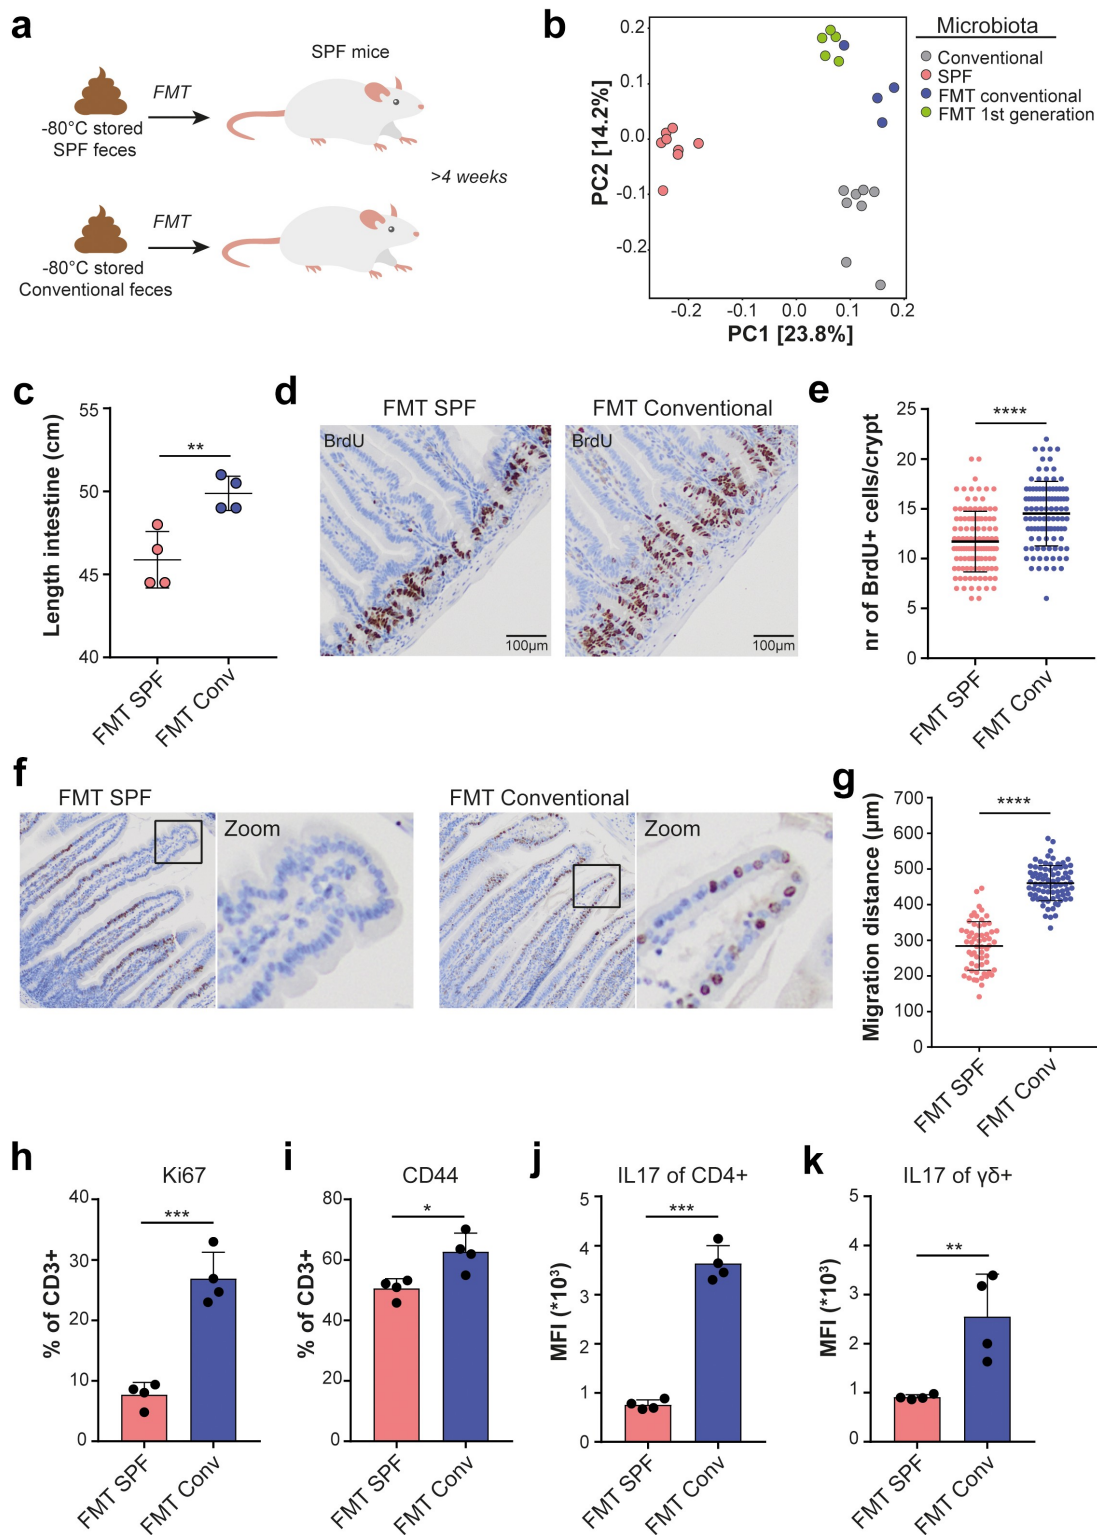 a
SPF mice
FMT
-80°C stored
SPF feces
>4 weeks
FMT
-80°C stored
Conventional feces
b
0.2
0.1
0.0
-0.1
-0.2
PC2 [14.2%]
-0.2
-0.1
0.0
0.1
0.2
PC1 [23.8%]
Microbiota
Conventional
SPF
FMT conventional
FMT 1st generation
c
55
50
45
40
Length intestine (cm)
**
FMT SPF
FMT Conv
d
FMT SPF
FMT Conventional
BrdU
BrdU
100µm
100µm
e
25
20
15
10
5
0
nr of BrdU+ cells/crypt
****
FMT SPF
FMT Conv
f
FMT SPF
FMT Conventional
Zoom
Zoom
g
700
600
500
400
300
200
100
0
Migration distance (µm)
****
FMT SPF
FMT Conv
h
Ki67
40
30
20
10
0
% of CD3+
***
FMT SPF
FMT Conv
i
CD44
80
60
40
20
0
% of CD3+
*
FMT SPF
FMT Conv
j
IL17 of CD4+
5
4
3
2
1
0
MFI (*10³)
***
FMT SPF
FMT Conv
k
IL17 of γδ+
5
4
3
2
1
0
MFI (*10³)
**
FMT SPF
FMT Conv